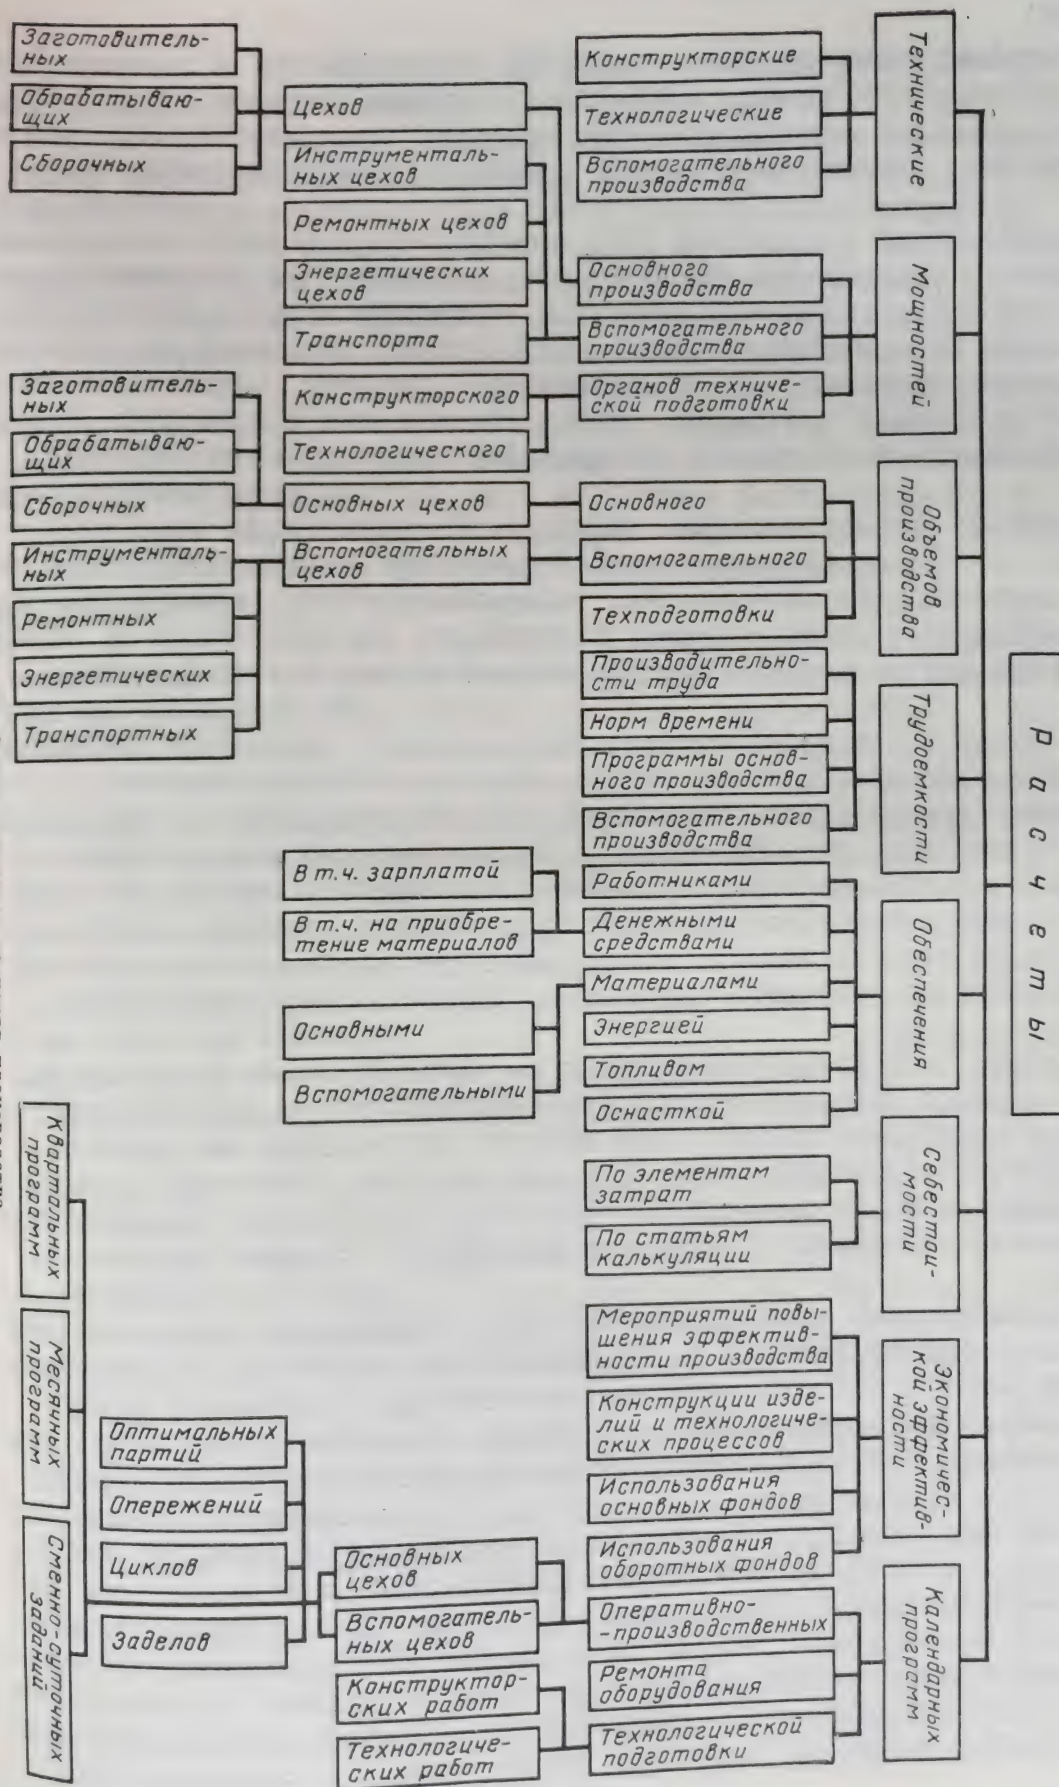 Расчеты
Технические
Конструкторские
Технологические
Вспомогательного
производства
Мощностей
Основного
производства
Цехов
Заготовитель-
ных
Обрабатываю-
щих
Сборочных
Вспомогательного
производства
Инструменталь-
ных цехов
Ремонтных цехов
Энергетических
цехов
Транспорта
Органов техниче-
ской подготовки
Конструкторского
Технологического
Объемов
производства
Основного
Основных цехов
Заготовитель-
ных
Обрабатываю-
щих
Сборочных
Вспомогательного
Вспомогательных
цехов
Инструменталь-
ных
Ремонтных
Энергетических
Транспортных
Техподготовки
Трудоемкости
Производительно-
сти труда
Норм времени
Программы основ-
ного производства
Вспомогательного
производства
Обеспечения
Работниками
Денежными
средствами
В т.ч. зарплатой
В т.ч. на приобре-
тение материалов
Материалами
Основными
Вспомогательными
Энергией
Топливом
Оснасткой
Себестои-
мости
По элементам
затрат
По статьям
калькуляции
Экономичес-
кой эффектив-
ности
Мероприятий повы-
шения эффектив-
ности производства
Конструкции изде-
лий и технологиче-
ских процессов
Использования
основных фондов
Использования
оборотных фондов
Календарных
программ
Оперативно-
-производственных
Основных
цехов
Вспомогатель-
ных цехов
Оптимальных
партий
Опережений
Циклов
Заделов
Квартальных
программ
Месячных
программ
Сменно-суточных
заданий
Ремонта
оборудования
Технологической
подготовки
Конструктор-
ских работ
Технологиче-
ских работ